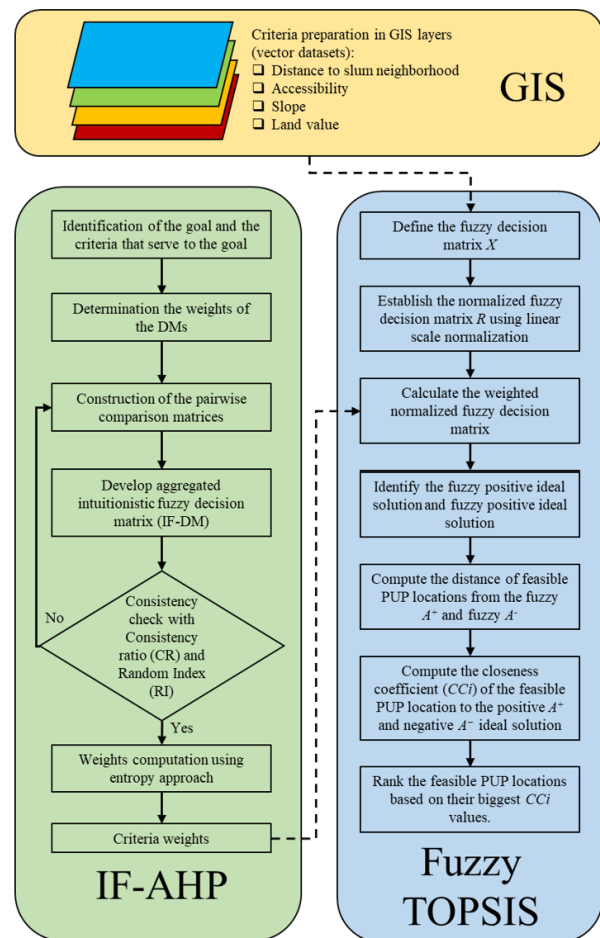 Criteria preparation in GIS layers
(vector datasets):
❑ Distance to slum neighborhood
❑ Accessibility
❑ Slope
❑ Land value
GIS
Identification of the goal and the
criteria that serve to the goal
Determination the weights of
the DMs
Construction of the pairwise
comparison matrices
Develop aggregated
intuitionistic fuzzy decision
matrix (IF-DM)
No
Consistency
check with
Consistency
ratio (CR) and
Random Index
(RI)
Yes
Weights computation using
entropy approach
Criteria weights
IF-AHP
Define the fuzzy decision
matrix X
Establish the normalized fuzzy
decision matrix R using linear
scale normalization
Calculate the weighted
normalized fuzzy decision
matrix
Identify the fuzzy positive ideal
solution and fuzzy positive ideal
solution
Compute the distance of feasible
PUP locations from the fuzzy
A⁺ and fuzzy A⁻
Compute the closeness
coefficient (CCi) of the feasible
PUP location to the positive A⁺
and negative A⁻ ideal solution
Rank the feasible PUP locations
based on their biggest CCi
values.
Fuzzy
TOPSIS